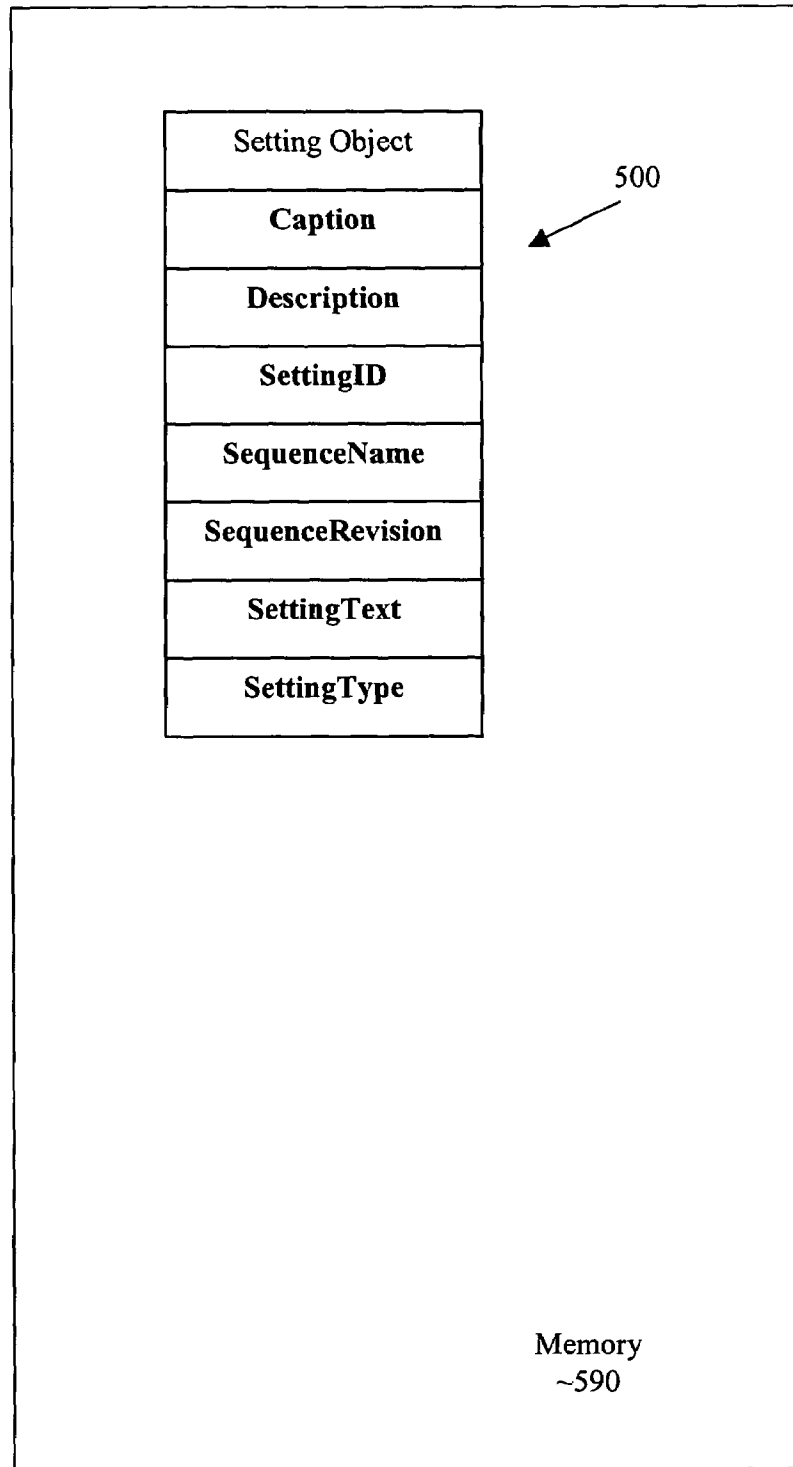 Setting Object
500
Caption
Description
SettingID
SequenceName
SequenceRevision
SettingText
SettingType
Memory
~590